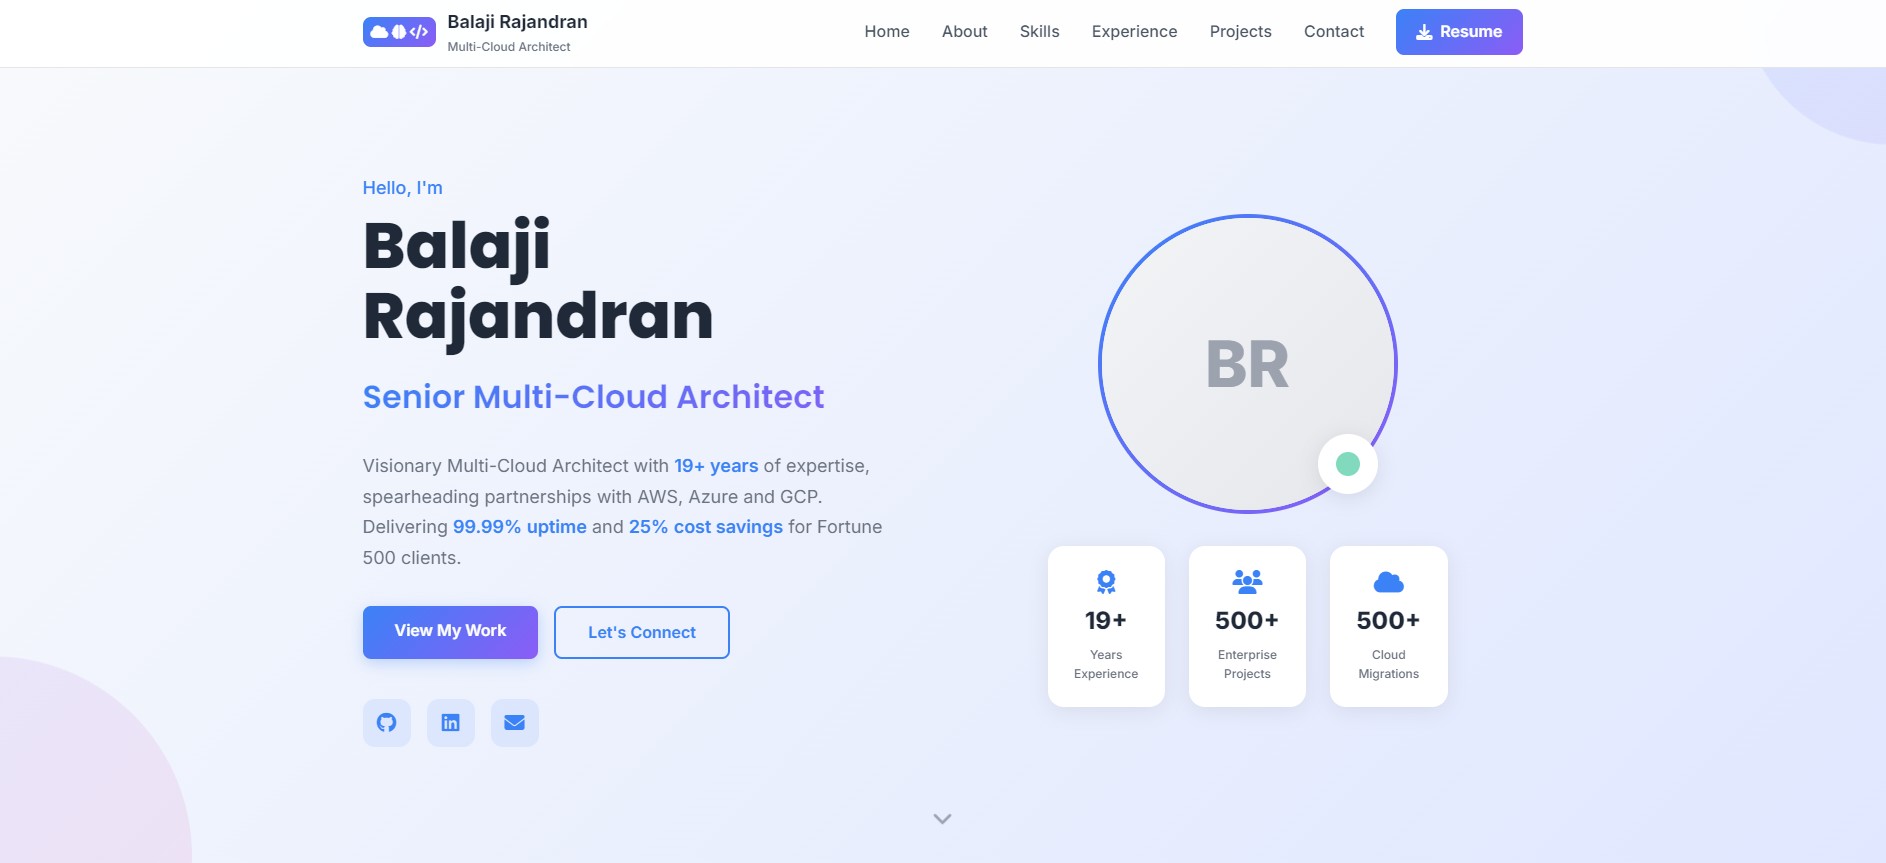 Balaji Rajandran
Multi-Cloud Architect
Home
About
Skills
Experience
Projects
Contact
Resume
Hello, I'm
Balaji
Rajandran
Senior Multi-Cloud Architect
Visionary Multi-Cloud Architect with 19+ years of expertise,
spearheading partnerships with AWS, Azure and GCP.
Delivering 99.99% uptime and 25% cost savings for Fortune
500 clients.
View My Work
Let's Connect
BR
19+
Years
Experience
500+
Enterprise
Projects
500+
Cloud
Migrations